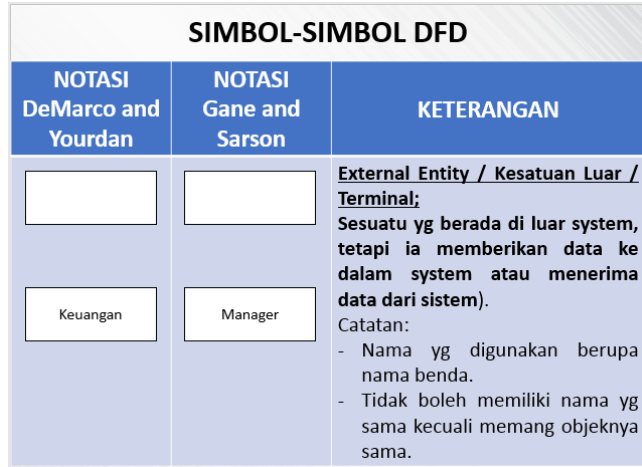 SIMBOL-SIMBOL DFD
NOTASI
DeMarco and
Yourdan
NOTASI
Gane and
Sarson
KETERANGAN
Keuangan
Manager
External Entity / Kesatuan Luar /
Terminal;
Sesuatu yg berada di luar system,
tetapi ia memberikan data ke
dalam system atau menerima
data dari sistem).
Catatan:
- Nama yg digunakan berupa
nama benda.
- Tidak boleh memiliki nama yg
sama kecuali memang objeknya
sama.